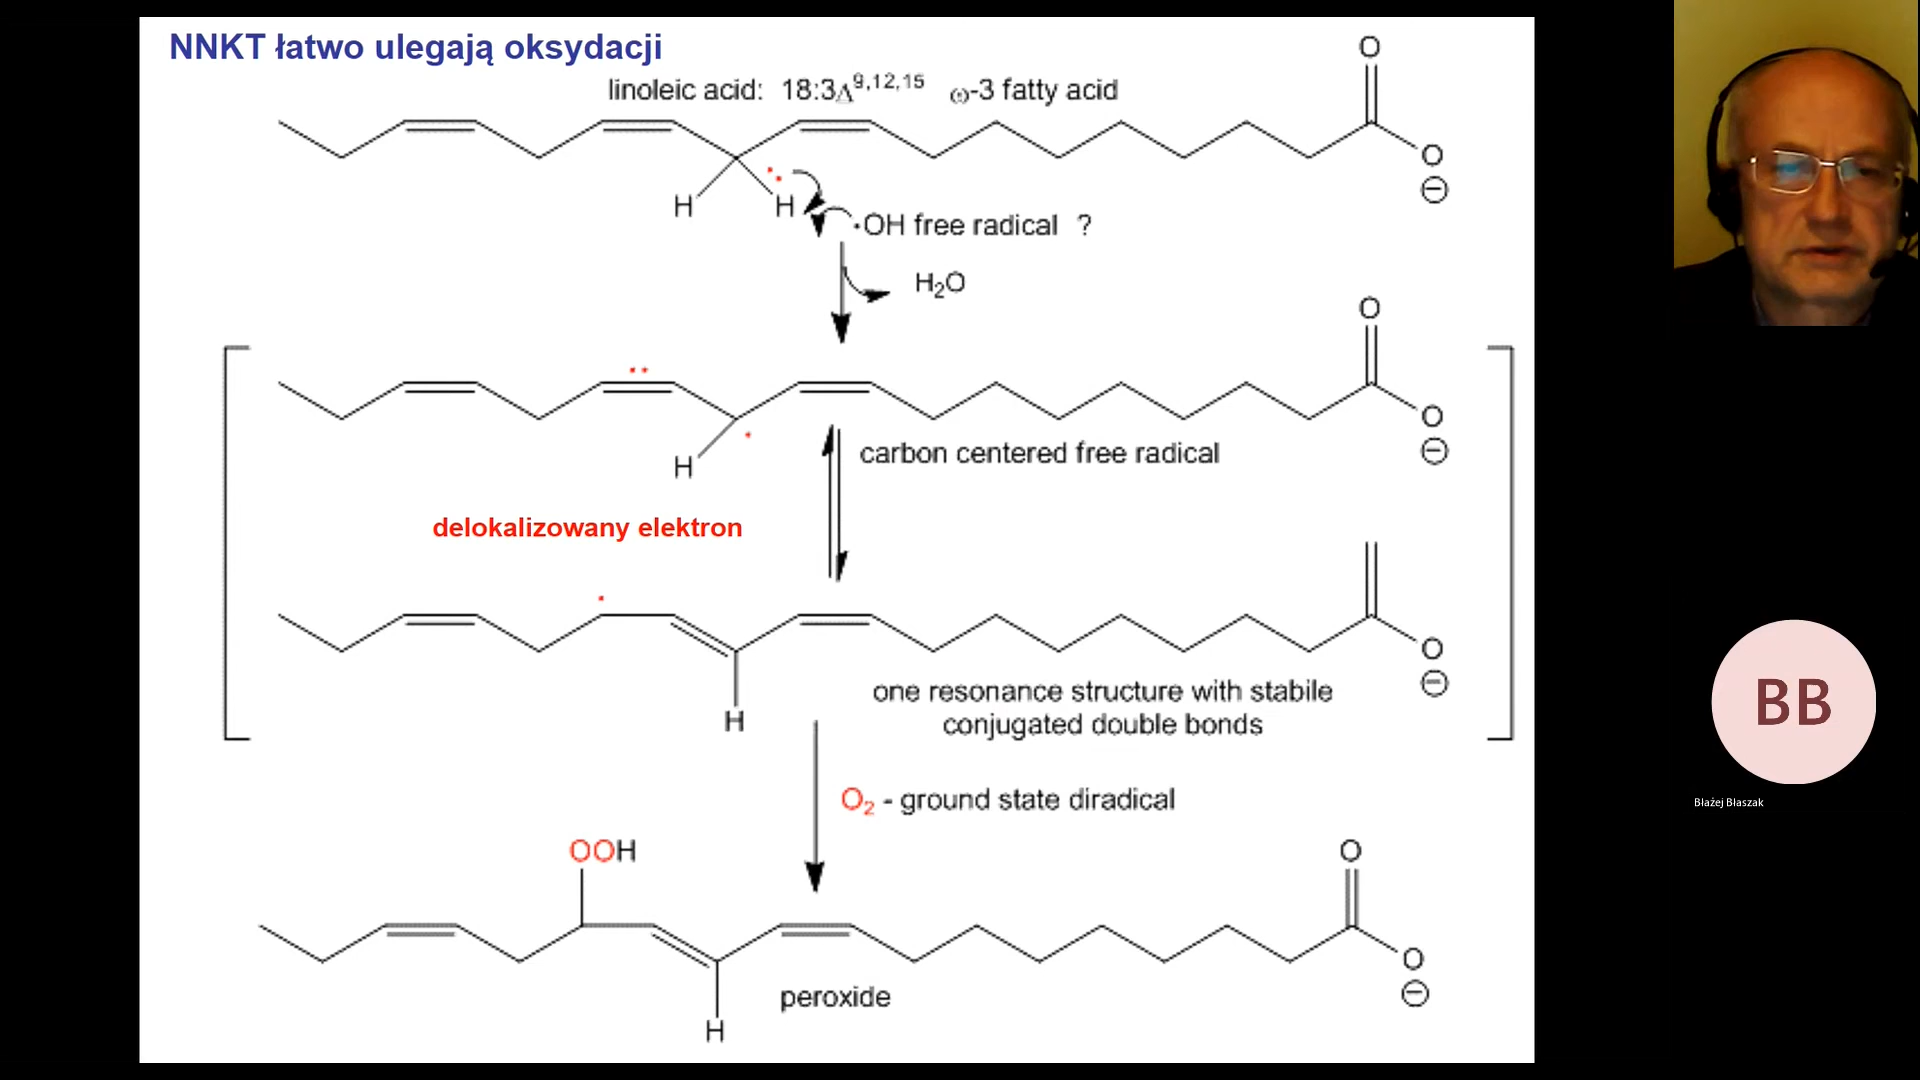 NNKT łatwo ulegają oksydacji
linoleic acid: 18:3Δ9,12,15 ω-3 fatty acid
O
O
⊖
H
H
·OH free radical ?
H2O
O
O
⊖
carbon centered free radical
H
delokalizowany elektron
O
⊖
one resonance structure with stabile
conjugated double bonds
H
O2 - ground state diradical
OOH
O
O
⊖
peroxide
H
BB
Błażej Błaszak